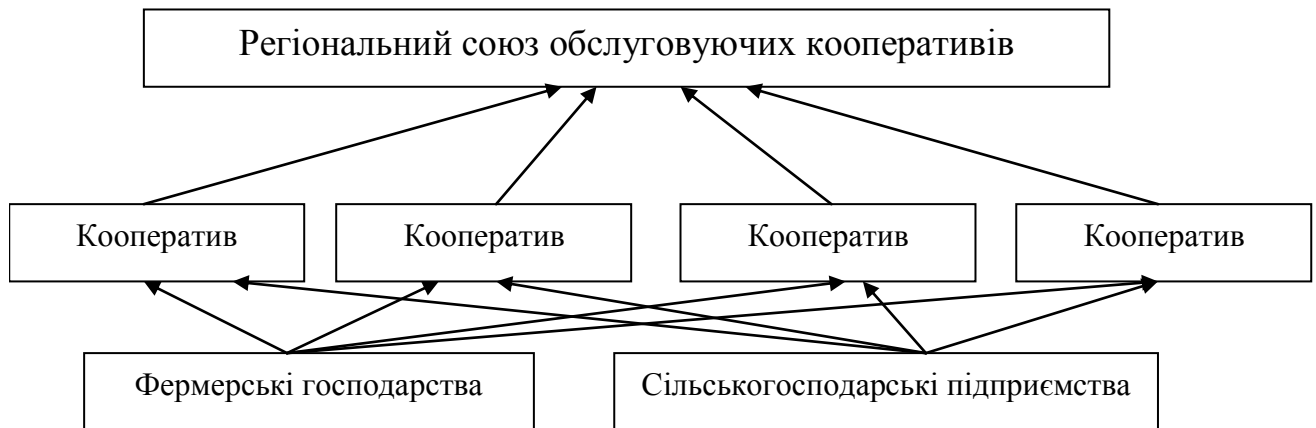 Регіональний союз обслуговуючих кооперативів
Кооператив
Кооператив
Кооператив
Кооператив
Фермерські господарства
Сільськогосподарські підприємства